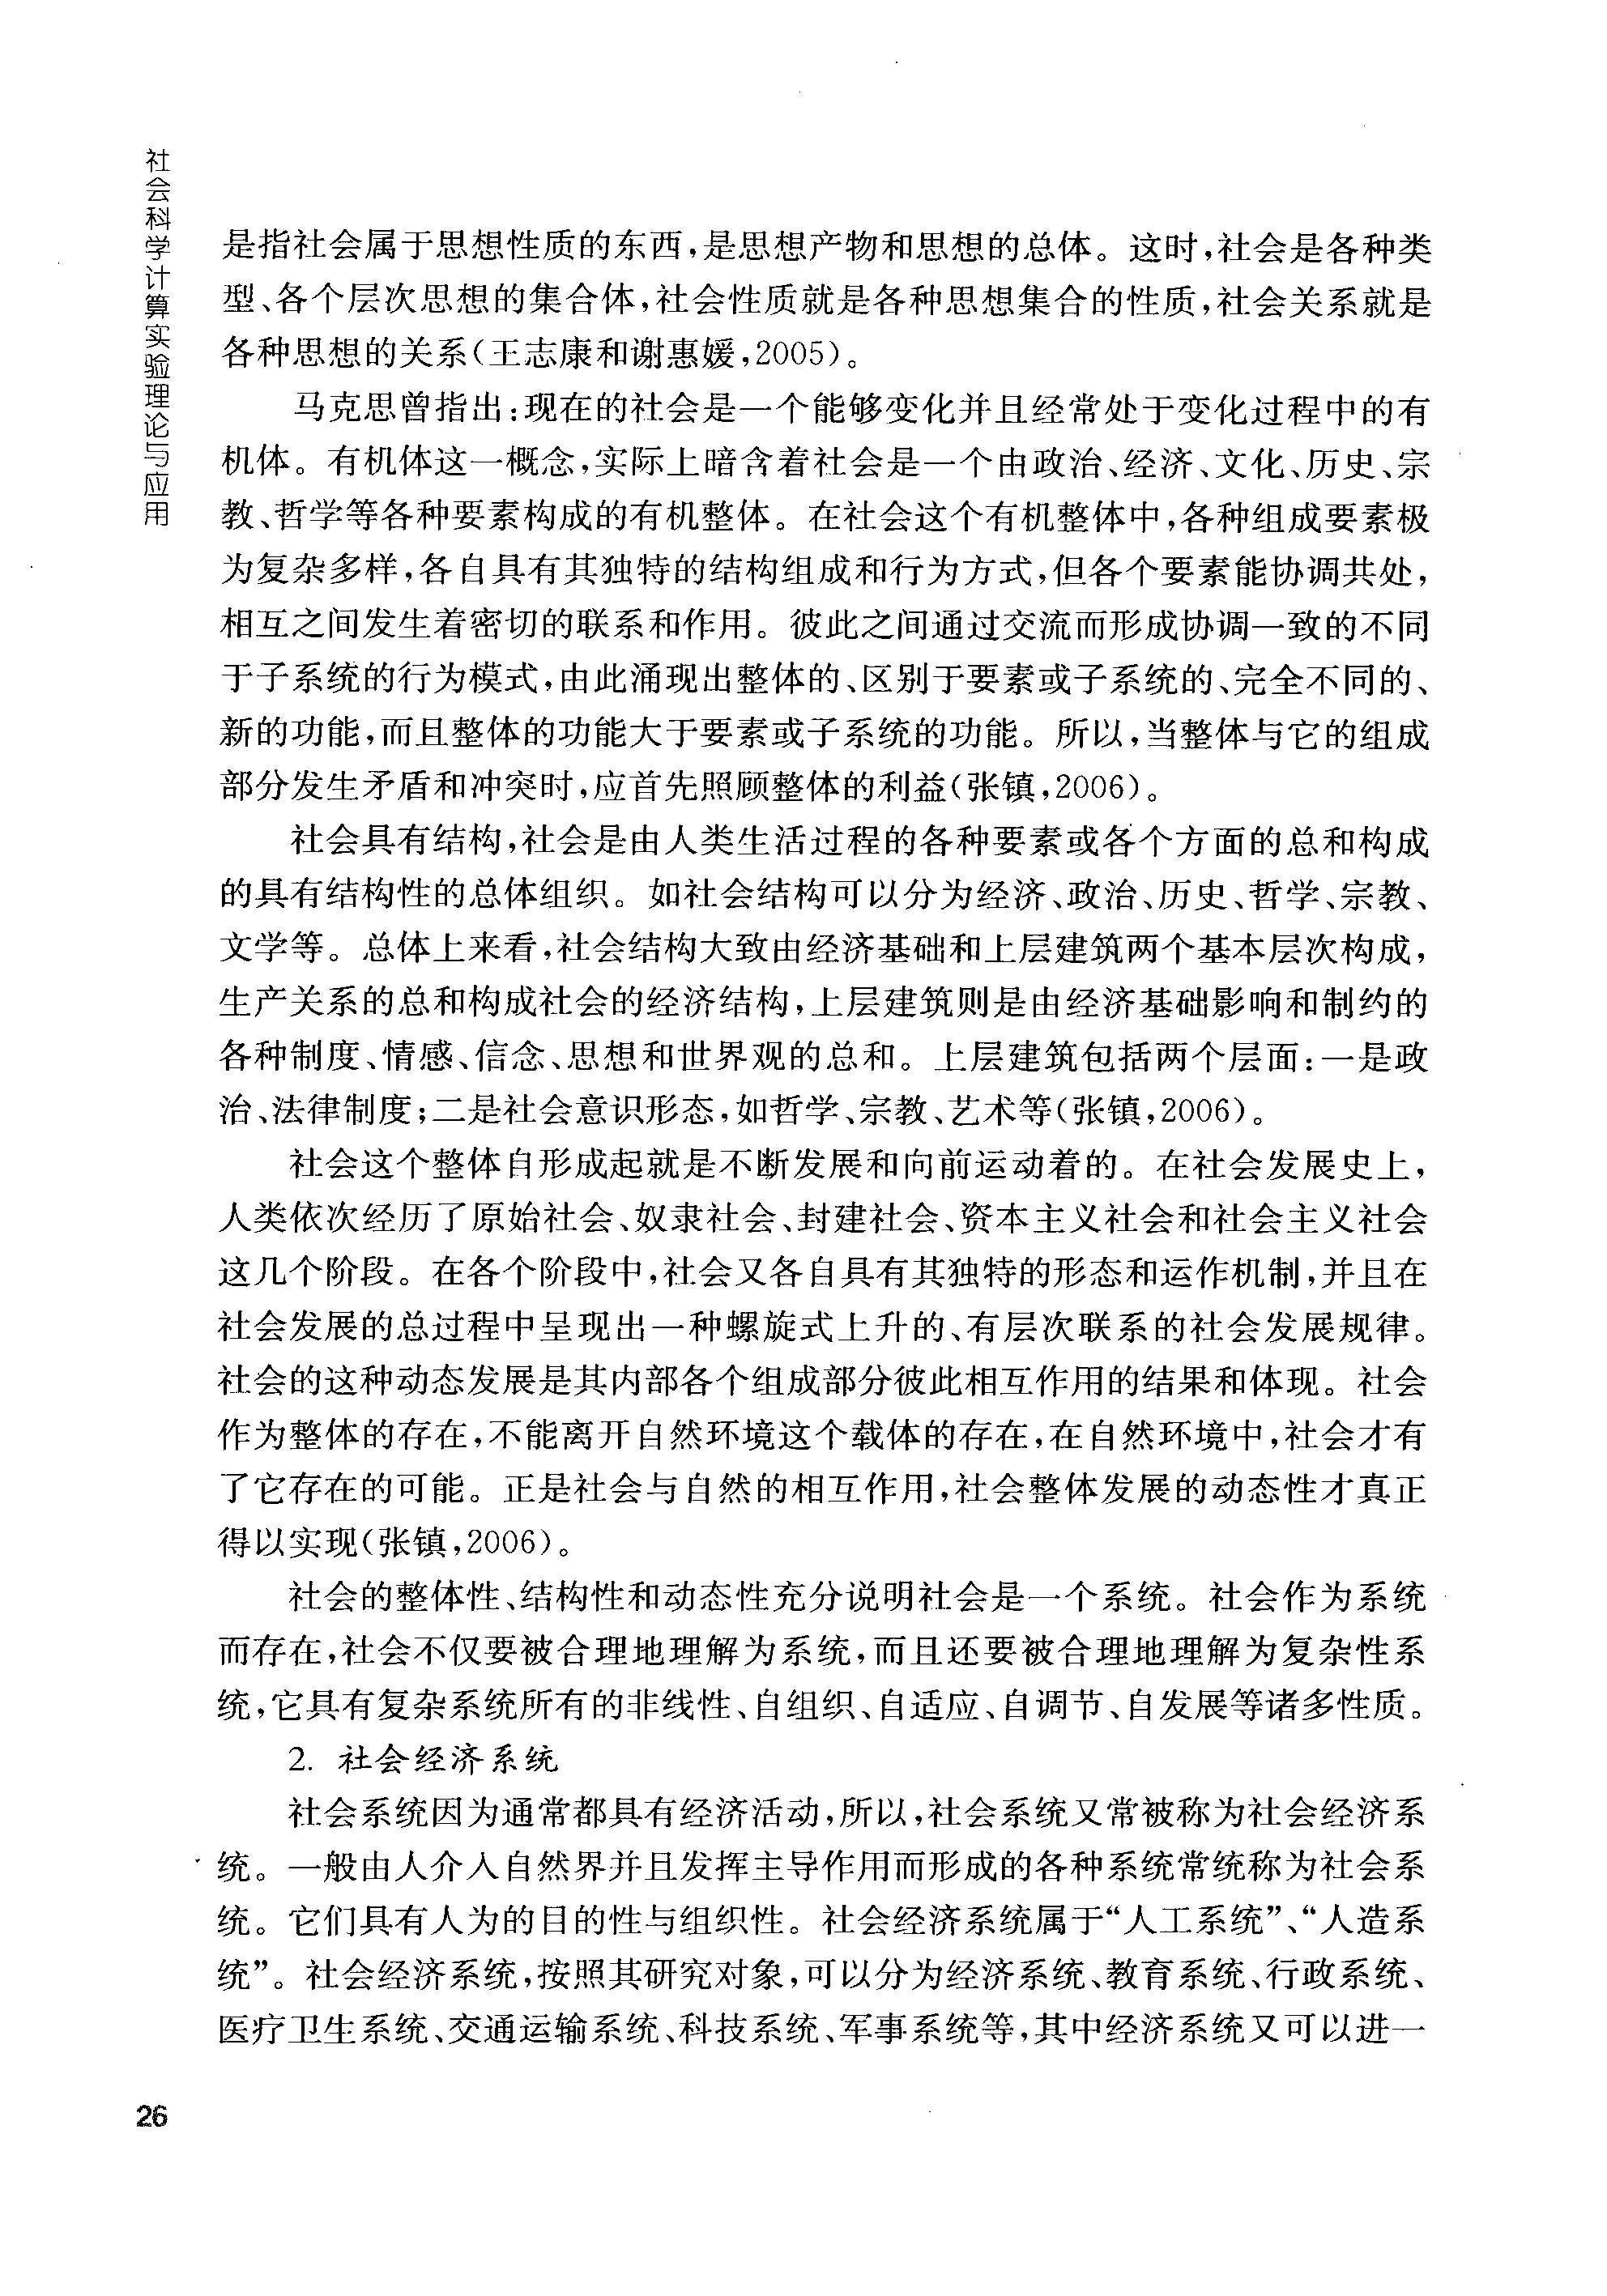 社会科学计算实验理论与应用
是指社会属于思想性质的东西,是思想产物和思想的总体。这时,社会是各种类
型、各个层次思想的集合体,社会性质就是各种思想集合的性质,社会关系就是
各种思想的关系(王志康和谢惠媛,2005)。
马克思曾指出:现在的社会是一个能够变化并且经常处于变化过程中的有
机体。有机体这一概念,实际上暗含着社会是一个由政治、经济、文化、历史、宗
教、哲学等各种要素构成的有机整体。在社会这个有机整体中,各种组成要素极
为复杂多样,各自具有其独特的结构组成和行为方式,但各个要素能协调共处,
相互之间发生着密切的联系和作用。彼此之间通过交流而形成协调一致的不同
于子系统的行为模式,由此涌现出整体的、区别于要素或子系统的、完全不同的、
新的功能,而且整体的功能大于要素或子系统的功能。所以,当整体与它的组成
部分发生矛盾和冲突时,应首先照顾整体的利益(张镇,2006)。
社会具有结构,社会是由人类生活过程的各种要素或各个方面的总和构成
的具有结构性的总体组织。如社会结构可以分为经济、政治、历史、哲学、宗教、
文学等。总体上来看,社会结构大致由经济基础和上层建筑两个基本层次构成,
生产关系的总和构成社会的经济结构,上层建筑则是由经济基础影响和制约的
各种制度、情感、信念、思想和世界观的总和。上层建筑包括两个层面:一是政
治、法律制度;二是社会意识形态,如哲学、宗教、艺术等(张镇,2006)。
社会这个整体自形成起就是不断发展和向前运动着的。在社会发展史上,
人类依次经历了原始社会、奴隶社会、封建社会、资本主义社会和社会主义社会
这几个阶段。在各个阶段中,社会又各自具有其独特的形态和运作机制,并且在
社会发展的总过程中呈现出一种螺旋式上升的、有层次联系的社会发展规律。
社会的这种动态发展是其内部各个组成部分彼此相互作用的结果和体现。社会
作为整体的存在,不能离开自然环境这个载体的存在,在自然环境中,社会才有
了它存在的可能。正是社会与自然的相互作用,社会整体发展的动态性才真正
得以实现(张镇,2006)。
社会的整体性、结构性和动态性充分说明社会是一个系统。社会作为系统
而存在,社会不仅要被合理地理解为系统,而且还要被合理地理解为复杂性系
统,它具有复杂系统所有的非线性、自组织、自适应、自调节、自发展等诸多性质。
2. 社会经济系统
社会系统因为通常都具有经济活动,所以,社会系统又常被称为社会经济系
统。一般由人介入自然界并且发挥主导作用而形成的各种系统常统称为社会系
统。它们具有人为的目的性与组织性。社会经济系统属于“人工系统”、“人造系
统”。社会经济系统,按照其研究对象,可以分为经济系统、教育系统、行政系统、
医疗卫生系统、交通运输系统、科技系统、军事系统等,其中经济系统又可以进一
26